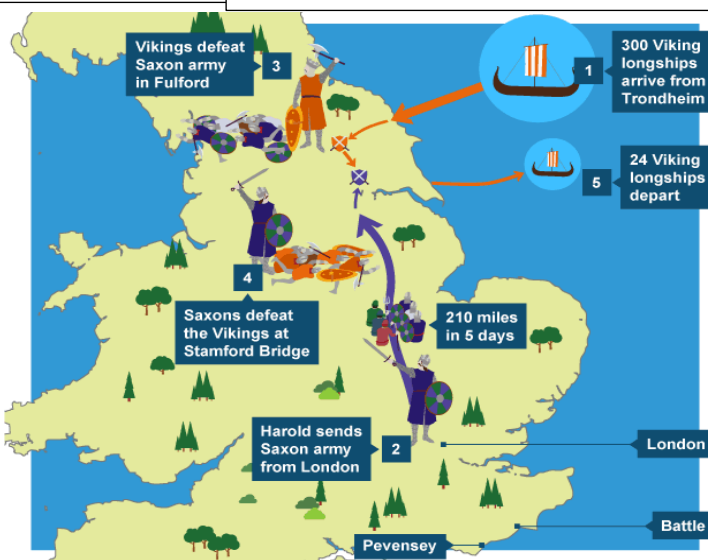 Vikings defeat
Saxon army
in Fulford
3
1
300 Viking
longships
arrive from
Trondheim
5
24 Viking
longships
depart
4
Saxons defeat
the Vikings at
Stamford Bridge
210 miles
in 5 days
Harold sends
Saxon army
from London
2
London
Battle
Pevensey